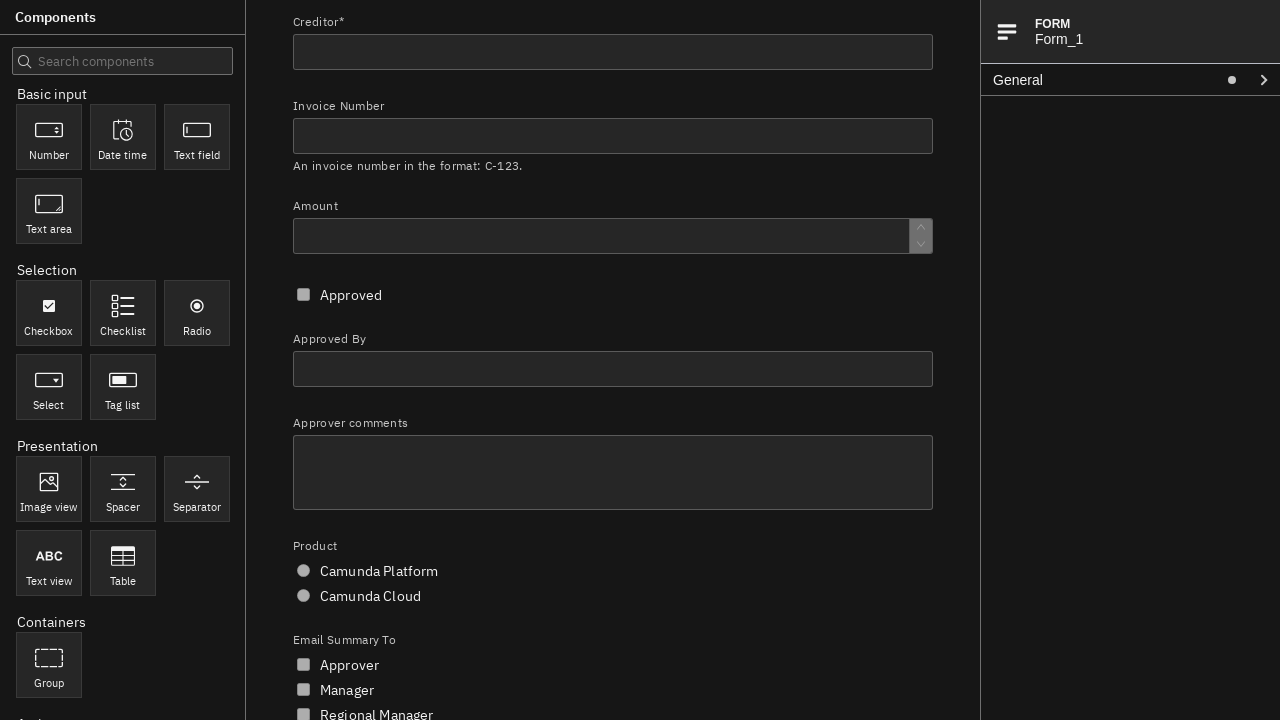 Components
Search components
Basic input
Number
Date time
Text field
Text area
Selection
Checkbox
Checklist
Radio
Select
Tag list
Presentation
Image view
Spacer
Separator
ABC
Text view
Table
Containers
Group
Creditor*
Invoice Number
An invoice number in the format: C-123.
Amount
Approved
Approved By
Approver comments
Product
Camunda Platform
Camunda Cloud
Email Summary To
Approver
Manager
Regional Manager
FORM
Form_1
General